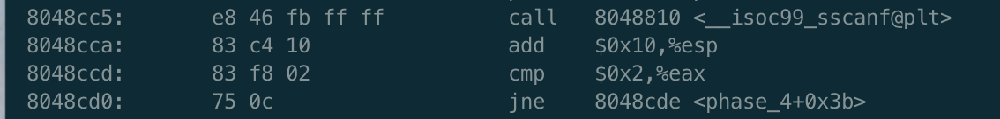 8048cc5: e8 46 fb ff ff call 8048810 <__isoc99_sscanf@plt>
8048cca: 83 c4 10 add $0x10,%esp
8048ccd: 83 f8 02 cmp $0x2,%eax
8048cd0: 75 0c jne 8048cde <phase_4+0x3b>